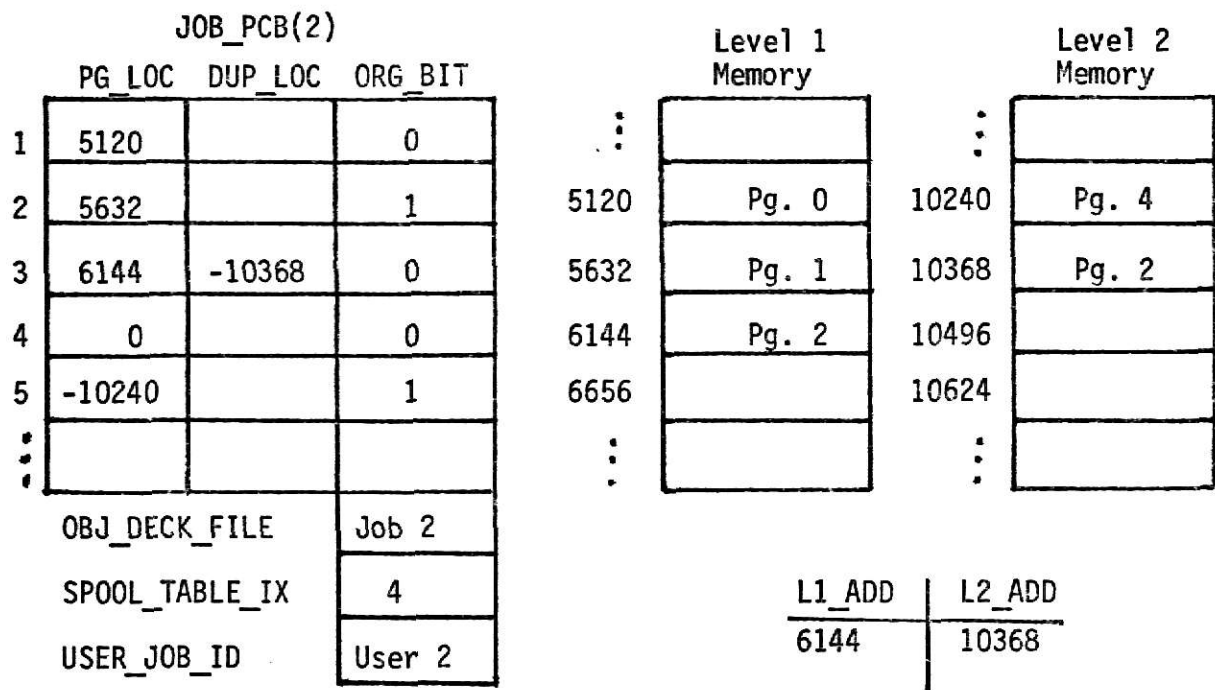 JOB_PCB(2)
PG_LOC DUP_LOC ORG_BIT
1 5120 0
2 5632 1
3 6144 -10368 0
4 0 0
5 -10240 1
OBJ_DECK_FILE Job 2
SPOOL_TABLE_IX 4
USER_JOB_ID User 2
Level 1
Memory
5120 Pg. 0
5632 Pg. 1
6144 Pg. 2
6656
Level 2
Memory
10240 Pg. 4
10368 Pg. 2
10496
10624
L1_ADD L2_ADD
6144 10368